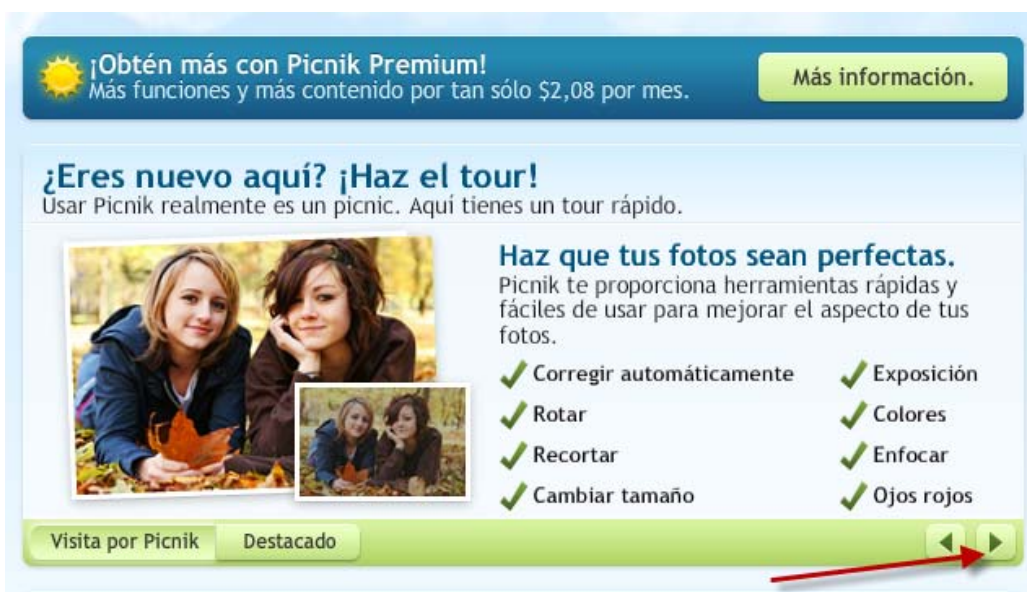 ¡Obtén más con Picnik Premium!
Más funciones y más contenido por tan sólo $2,08 por mes.
Más información.
¿Eres nuevo aquí? ¡Haz el tour!
Usar Picnik realmente es un picnic. Aquí tienes un tour rápido.
Haz que tus fotos sean perfectas.
Picnik te proporciona herramientas rápidas y
fáciles de usar para mejorar el aspecto de tus
fotos.
Corregir automáticamente
Exposición
Rotar
Colores
Recortar
Enfocar
Cambiar tamaño
Ojos rojos
Visita por Picnik
Destacado